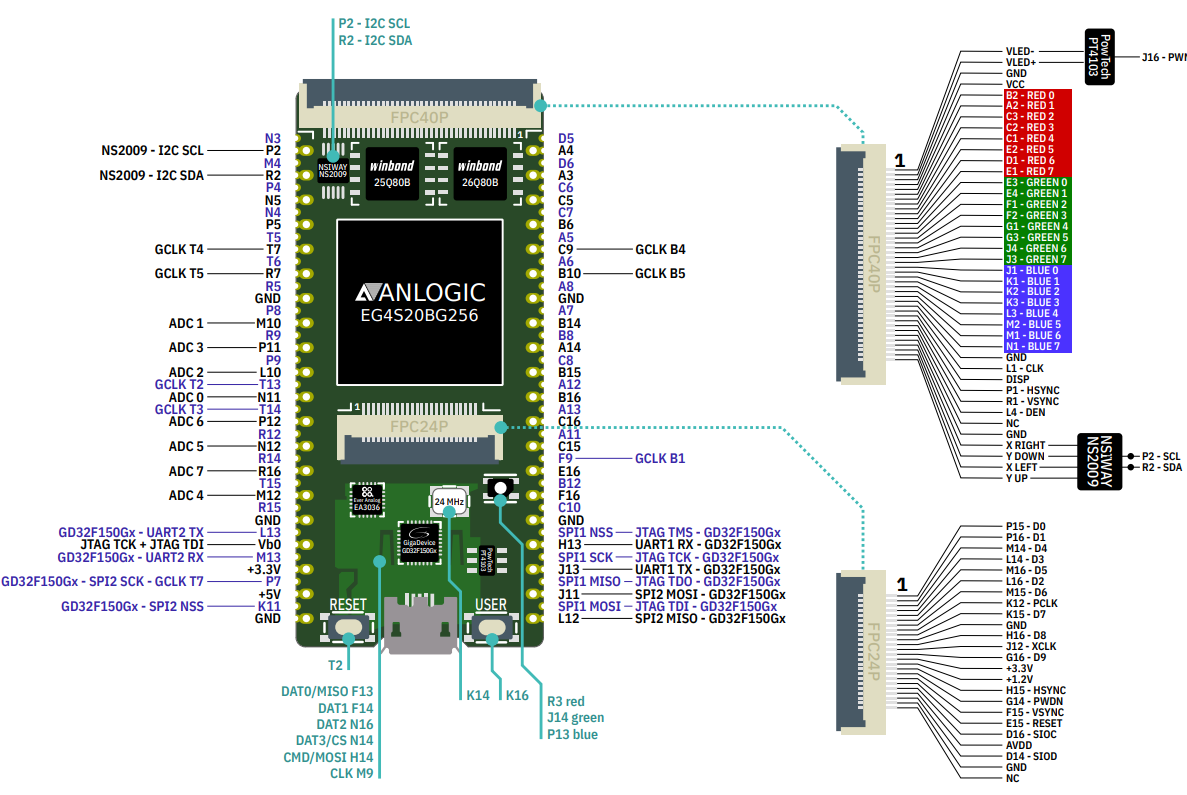 P2 - I2C SCL
R2 - I2C SDA
FPC40P
1
NSIWAY
NS2009
winbond
25Q80B
winbond
26Q80B
ANLOGIC
EG4S20BG256
1
FPC24P
Ever Analog
EA3036
24 MHz
GigaDevice
GD32F150Gx
PowTech
PT4103
RESET
USER
N3
NS2009 - I2C SCL P2
M4
NS2009 - I2C SDA R2
P4
N5
N4
P5
T5
GCLK T4 T7
T6
GCLK T5 R7
R5
GND
P8
ADC 1 M10
R9
ADC 3 P11
P9
ADC 2 L10
GCLK T2 T13
ADC 0 N11
GCLK T3 T14
ADC 6 P12
R12
ADC 5 N12
R14
ADC 7 R16
T15
ADC 4 M12
R15
GND
GD32F150Gx - UART2 TX L13
JTAG TCK + JTAG TDI Vb0
GD32F150Gx - UART2 RX M13
+3.3V
GD32F150Gx - SPI2 SCK - GCLK T7 P7
+5V
GD32F150Gx - SPI2 NSS K11
GND
D5
A4
D6
A3
C6
C5
C7
B6
A5
C9 GCLK B4
A6
B10 GCLK B5
A8
GND
A7
B14
B8
A14
C8
B15
A12
B16
A13
C16
A11
C15
F9 GCLK B1
E16
B12
F16
C10
GND
SPI1 NSS JTAG TMS - GD32F150Gx
H13 UART1 RX - GD32F150Gx
SPI1 SCK JTAG TCK - GD32F150Gx
J13 UART1 TX - GD32F150Gx
SPI1 MISO JTAG TDO - GD32F150Gx
J11 SPI2 MOSI - GD32F150Gx
SPI1 MOSI JTAG TDI - GD32F150Gx
L12 SPI2 MISO - GD32F150Gx
T2
DAT0/MISO F13
DAT1 F14
DAT2 N16
DAT3/CS N14
CMD/MOSI H14
CLK M9
K14
K16
R3 red
J14 green
P13 blue
1
FPC40P
VLED-
VLED+
GND
VCC
B2 - RED 0
A2 - RED 1
C3 - RED 2
C2 - RED 3
C1 - RED 4
E2 - RED 5
D1 - RED 6
E1 - RED 7
E3 - GREEN 0
E4 - GREEN 1
F1 - GREEN 2
F2 - GREEN 3
G1 - GREEN 4
G3 - GREEN 5
J4 - GREEN 6
J3 - GREEN 7
J1 - BLUE 0
K1 - BLUE 1
K2 - BLUE 2
K3 - BLUE 3
L3 - BLUE 4
M2 - BLUE 5
M1 - BLUE 6
N1 - BLUE 7
GND
L1 - CLK
DISP
P1 - HSYNC
R1 - VSYNC
L4 - DEN
NC
GND
X RIGHT
Y DOWN
X LEFT
Y UP
PowTech
PT4103
J16 - PWM
NSIWAY
NS2009
P2 - SCL
R2 - SDA
1
FPC24P
P15 - D0
P16 - D1
M14 - D4
L14 - D3
M16 - D5
L16 - D2
M15 - D6
K12 - PCLK
K15 - D7
GND
H16 - D8
J12 - XCLK
G16 - D9
+3.3V
+1.2V
H15 - HSYNC
G14 - PWDN
F15 - VSYNC
E15 - RESET
D16 - SIOC
AVDD
D14 - SIOD
GND
NC